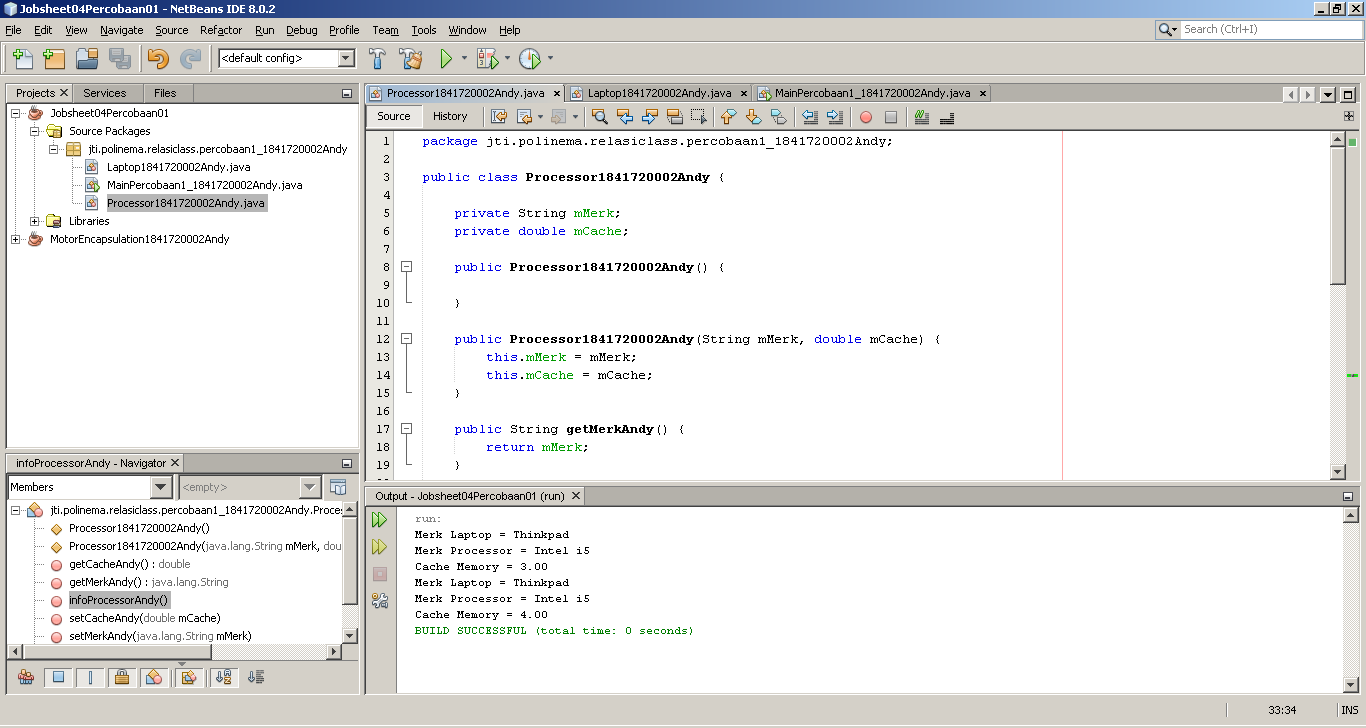 Jobsheet04Percobaan01 - NetBeans IDE 8.0.2
File Edit View Navigate Source Refactor Run Debug Profile Team Tools Window Help
Search (Ctrl+I)
<default config>
Projects Services Files
Jobsheet04Percobaan01
Source Packages
jti.polinema.relasiclass.percobaan1_1841720002Andy
Laptop1841720002Andy.java
MainPercobaan1_1841720002Andy.java
Processor1841720002Andy.java
Libraries
MotorEncapsulation1841720002Andy
infoProcessorAndy - Navigator
Members <empty>
jti.polinema.relasiclass.percobaan1_1841720002Andy.Proces
Processor1841720002Andy()
Processor1841720002Andy(java.lang.String mMerk, dou
getCacheAndy() : double
getMerkAndy() : java.lang.String
infoProcessorAndy()
setCacheAndy(double mCache)
setMerkAndy(java.lang.String mMerk)
Processor1841720002Andy.java Laptop1841720002Andy.java MainPercobaan1_1841720002Andy.java
Source History
1 package jti.polinema.relasiclass.percobaan1_1841720002Andy;
2
3 public class Processor1841720002Andy {
4
5 private String mMerk;
6 private double mCache;
7
8 public Processor1841720002Andy() {
9
10 }
11
12 public Processor1841720002Andy(String mMerk, double mCache) {
13 this.mMerk = mMerk;
14 this.mCache = mCache;
15 }
16
17 public String getMerkAndy() {
18 return mMerk;
19 }
Output - Jobsheet04Percobaan01 (run)
run:
Merk Laptop = Thinkpad
Merk Processor = Intel i5
Cache Memory = 3.00
Merk Laptop = Thinkpad
Merk Processor = Intel i5
Cache Memory = 4.00
BUILD SUCCESSFUL (total time: 0 seconds)
33:34 INS